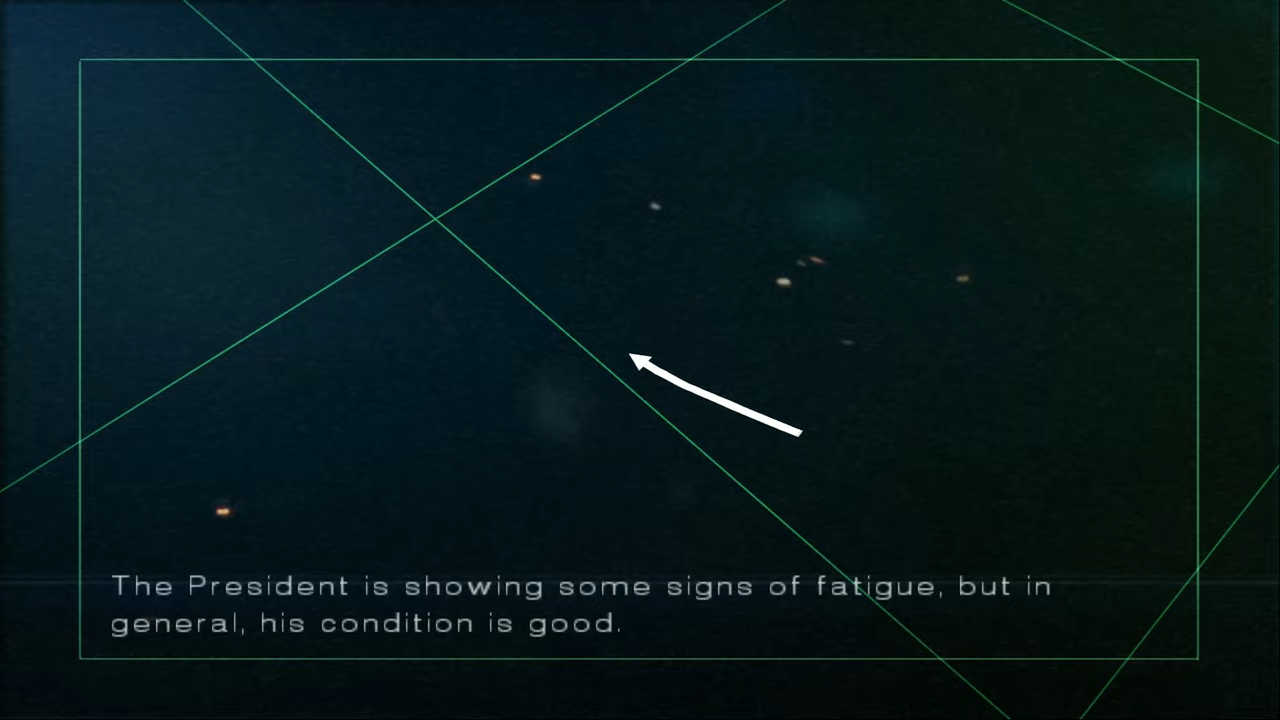 The President is showing some signs of fatigue, but in
general, his condition is good.